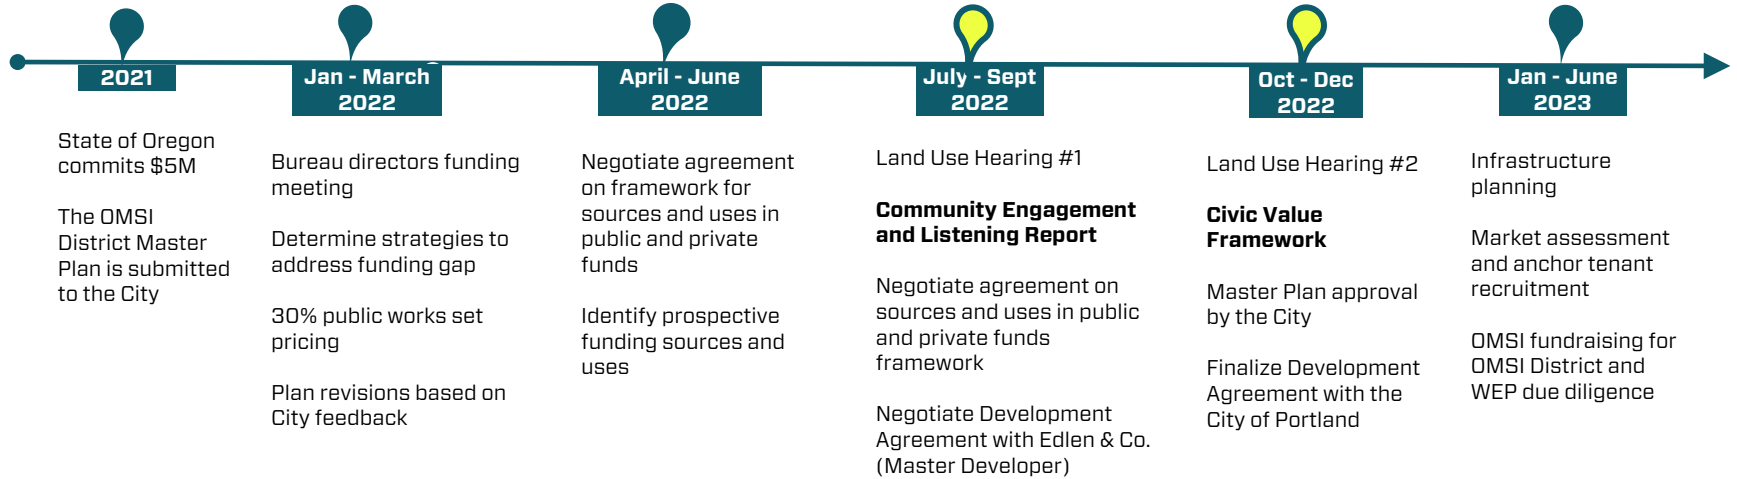 2021
State of Oregon
commits $5M
The OMSI
District Master
Plan is submitted
to the City
Jan - March
2022
Bureau directors funding
meeting
Determine strategies to
address funding gap
30% public works set
pricing
Plan revisions based on
City feedback
April - June
2022
Negotiate agreement
on framework for
sources and uses in
public and private
funds
Identify prospective
funding sources and
uses
July - Sept
2022
Land Use Hearing #1
Community Engagement
and Listening Report
Negotiate agreement on
sources and uses in public
and private funds
framework
Negotiate Development
Agreement with Edlen & Co.
(Master Developer)
Oct - Dec
2022
Land Use Hearing #2
Civic Value
Framework
Master Plan approval
by the City
Finalize Development
Agreement with the
City of Portland
Jan - June
2023
Infrastructure
planning
Market assessment
and anchor tenant
recruitment
OMSI fundraising for
OMSI District and
WEP due diligence